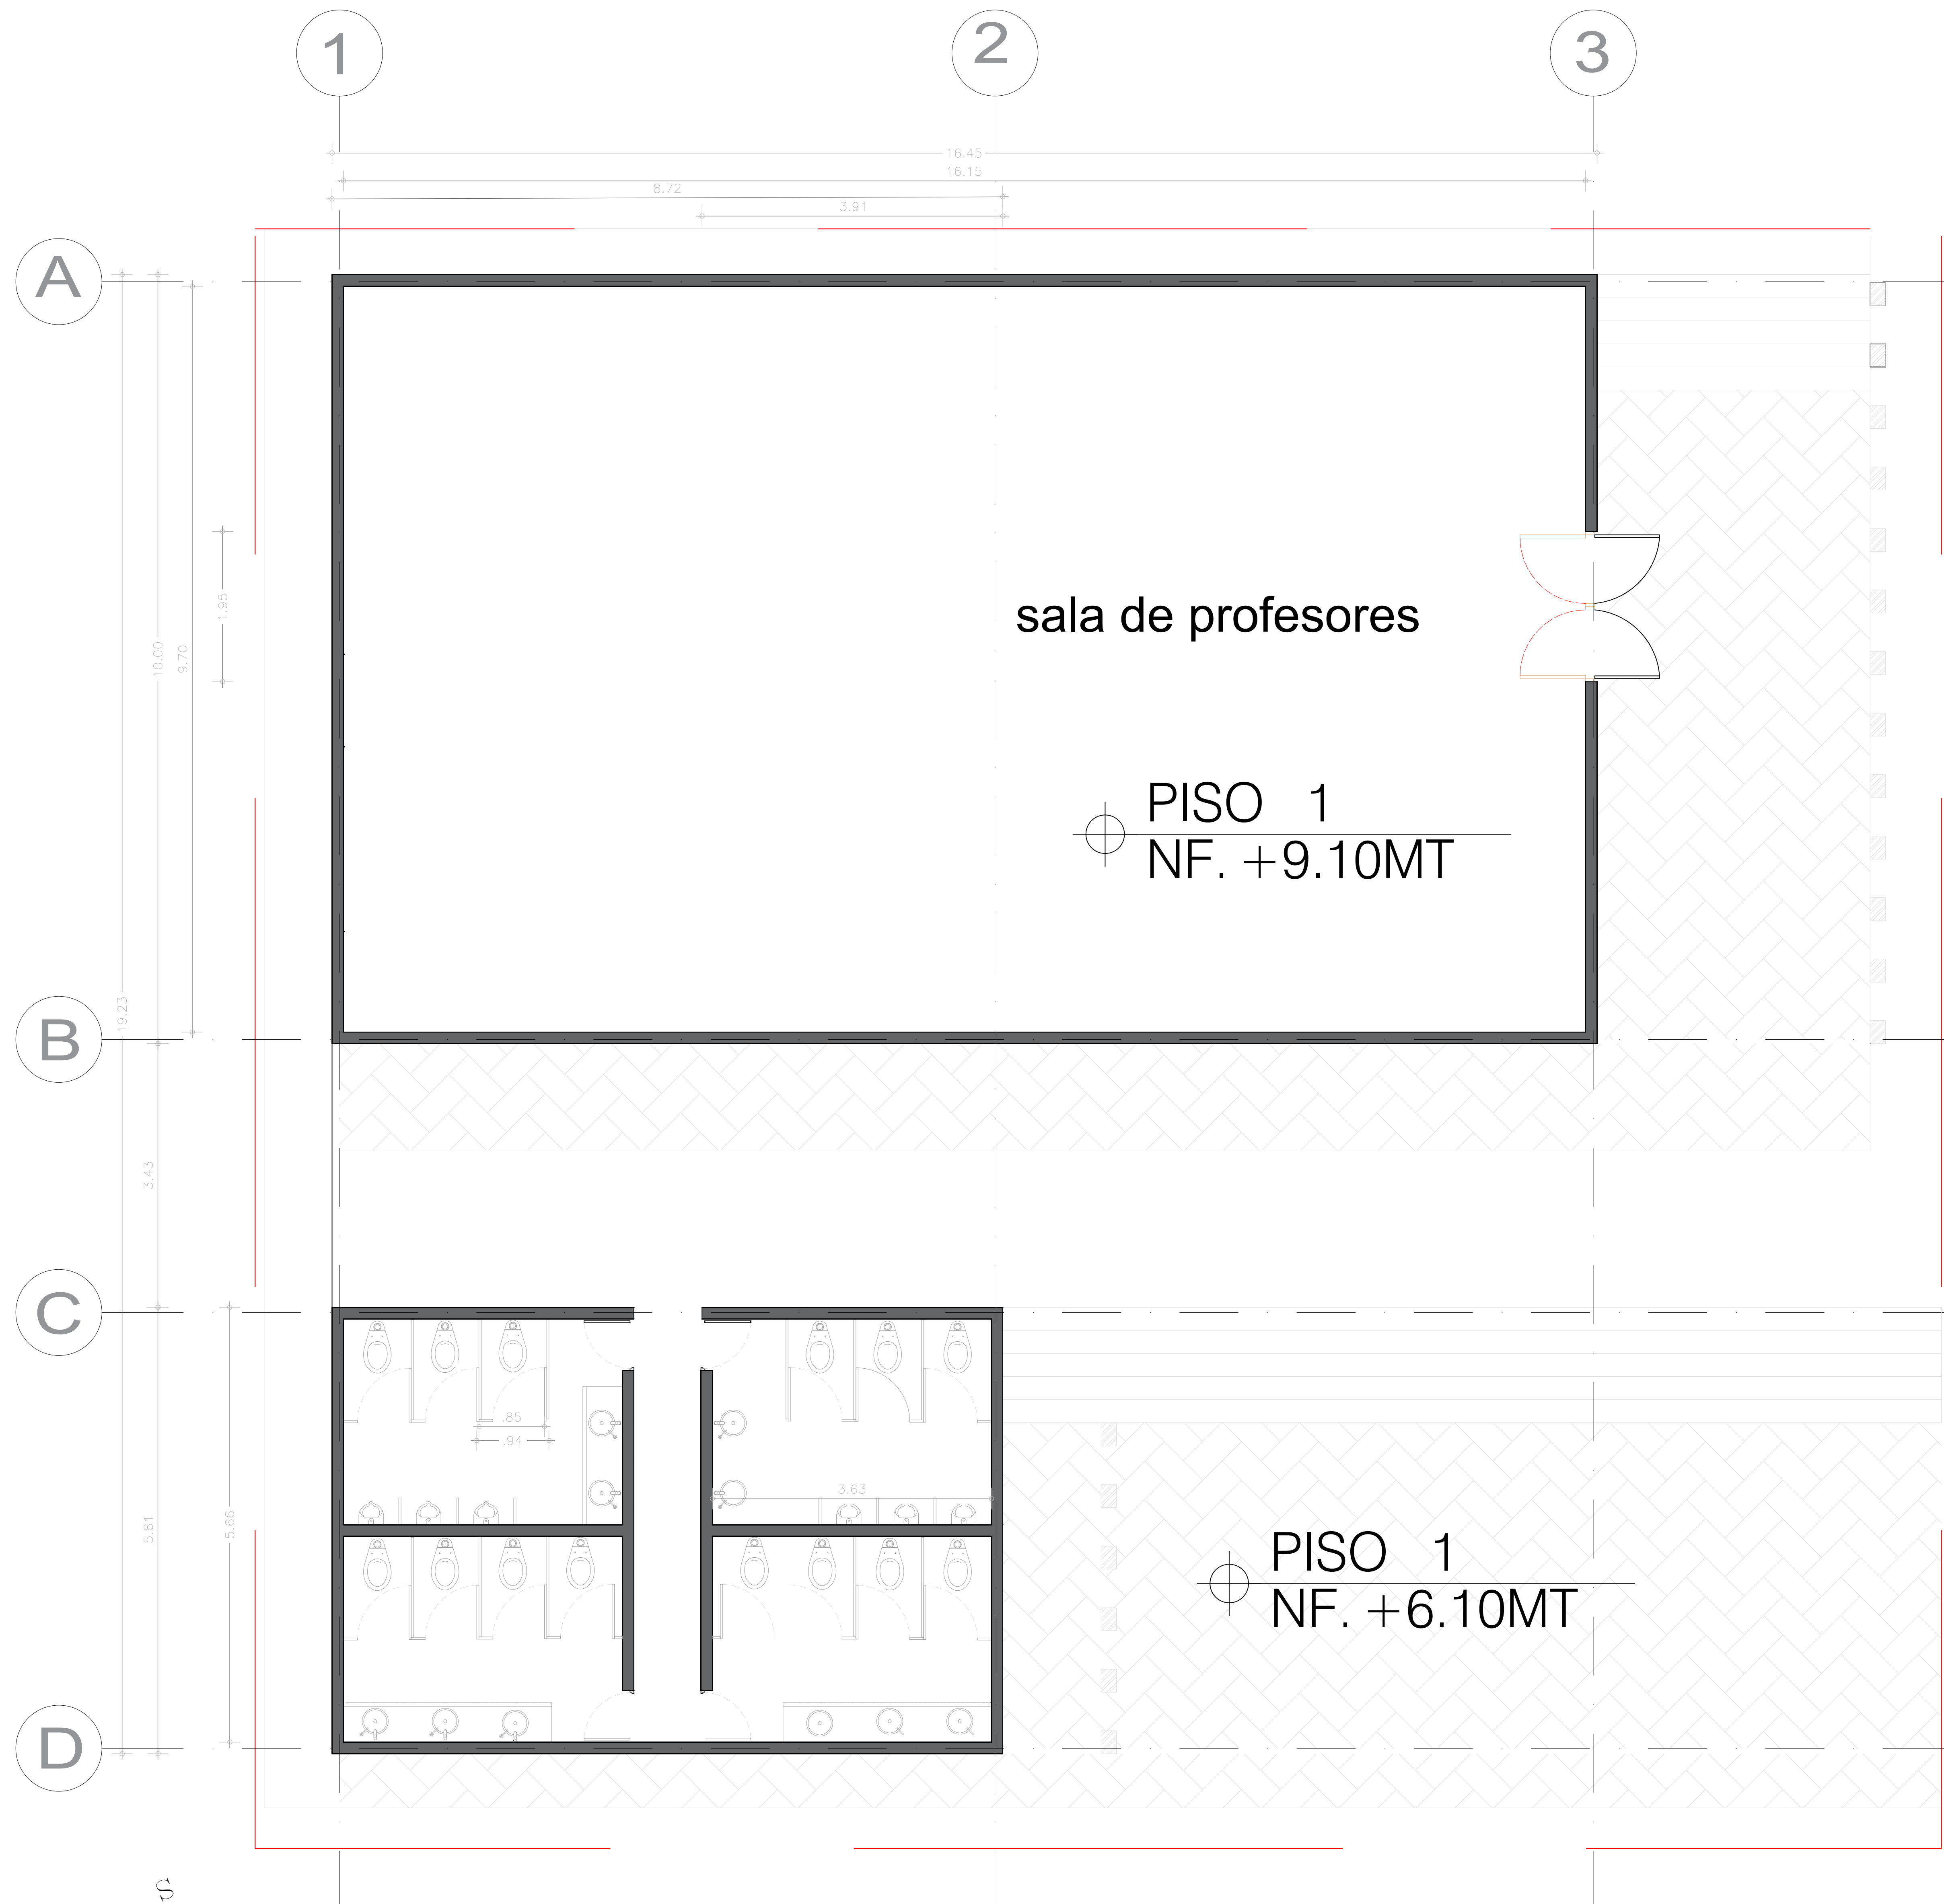 1
2
3
16.45
16.15
8.72
3.91
A
1.95
sala de profesores
10.00
9.70
PISO 1
NF. +9.10MT
19.23
B
3.43
C
.85
.94
3.63
5.66
5.81
PISO 1
NF. +6.10MT
D
S